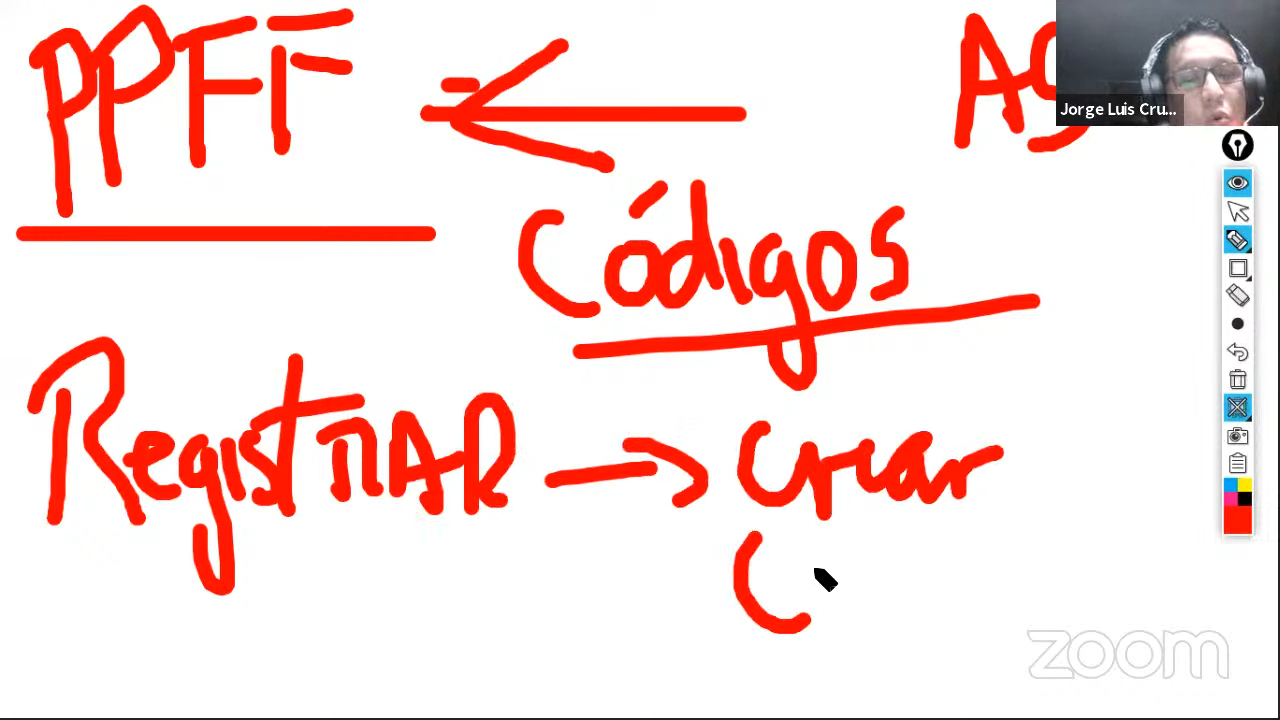 PPFF
Jorge Luis Cru...
Códigos
RegistRAR → crear
C
zoom